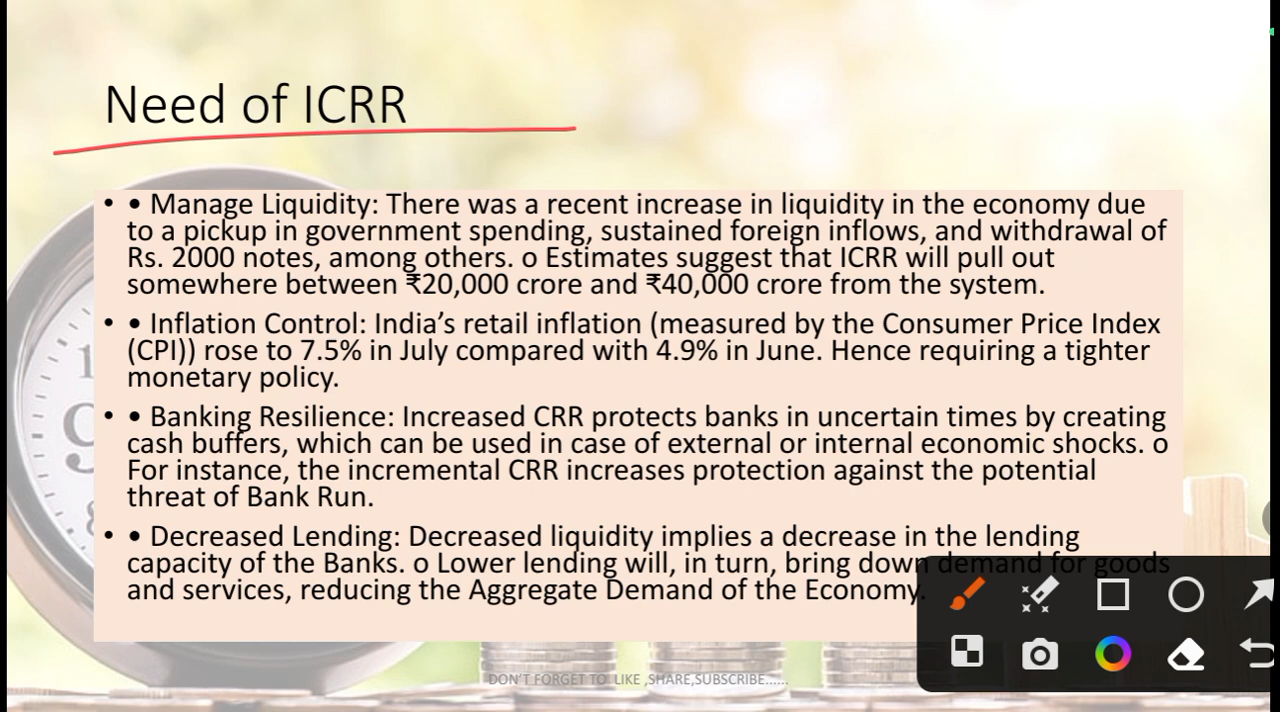 Need of ICRR
• • Manage Liquidity: There was a recent increase in liquidity in the economy due
to a pickup in government spending, sustained foreign inflows, and withdrawal of
Rs. 2000 notes, among others. o Estimates suggest that ICRR will pull out
somewhere between ₹20,000 crore and ₹40,000 crore from the system.
• • Inflation Control: India’s retail inflation (measured by the Consumer Price Index
(CPI)) rose to 7.5% in July compared with 4.9% in June. Hence requiring a tighter
monetary policy.
• • Banking Resilience: Increased CRR protects banks in uncertain times by creating
cash buffers, which can be used in case of external or internal economic shocks. o
For instance, the incremental CRR increases protection against the potential
threat of Bank Run.
• • Decreased Lending: Decreased liquidity implies a decrease in the lending
capacity of the Banks. o Lower lending will, in turn, bring down demand for goods
and services, reducing the Aggregate Demand of the Economy.
DON'T FORGET TO LIKE ,SHARE,SUBSCRIBE......